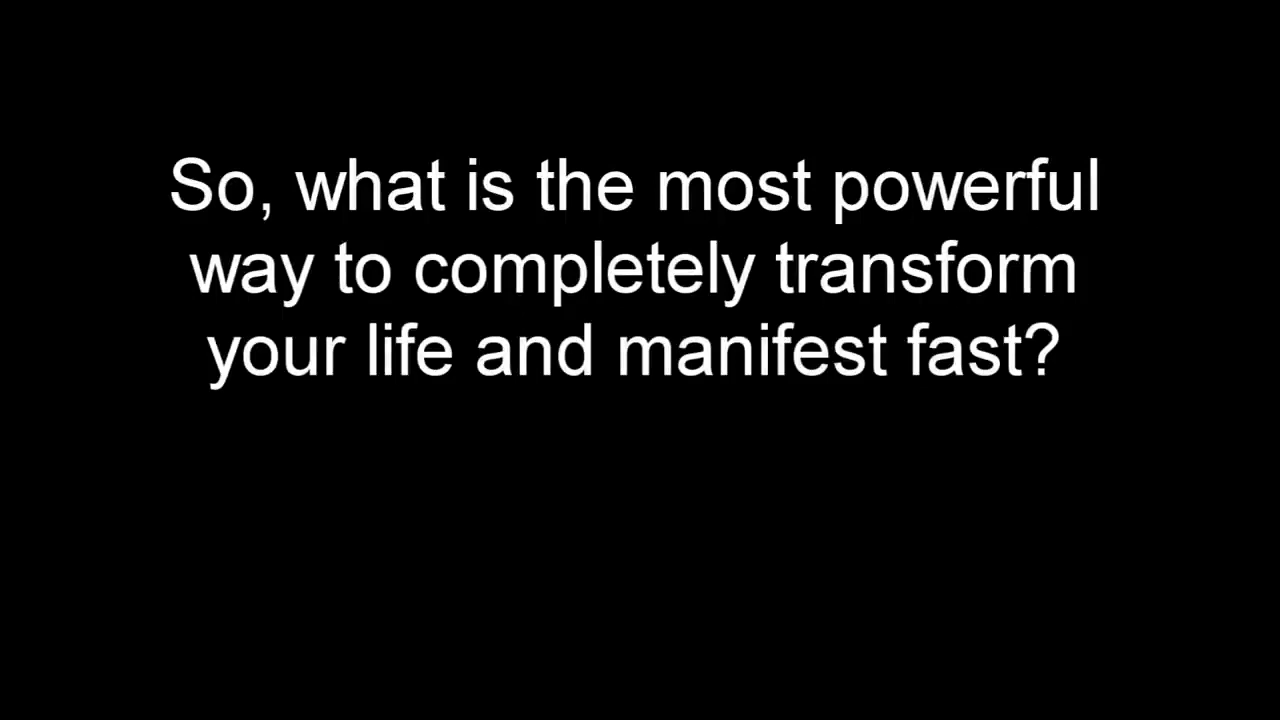 So, what is the most powerful
way to completely transform
your life and manifest fast?